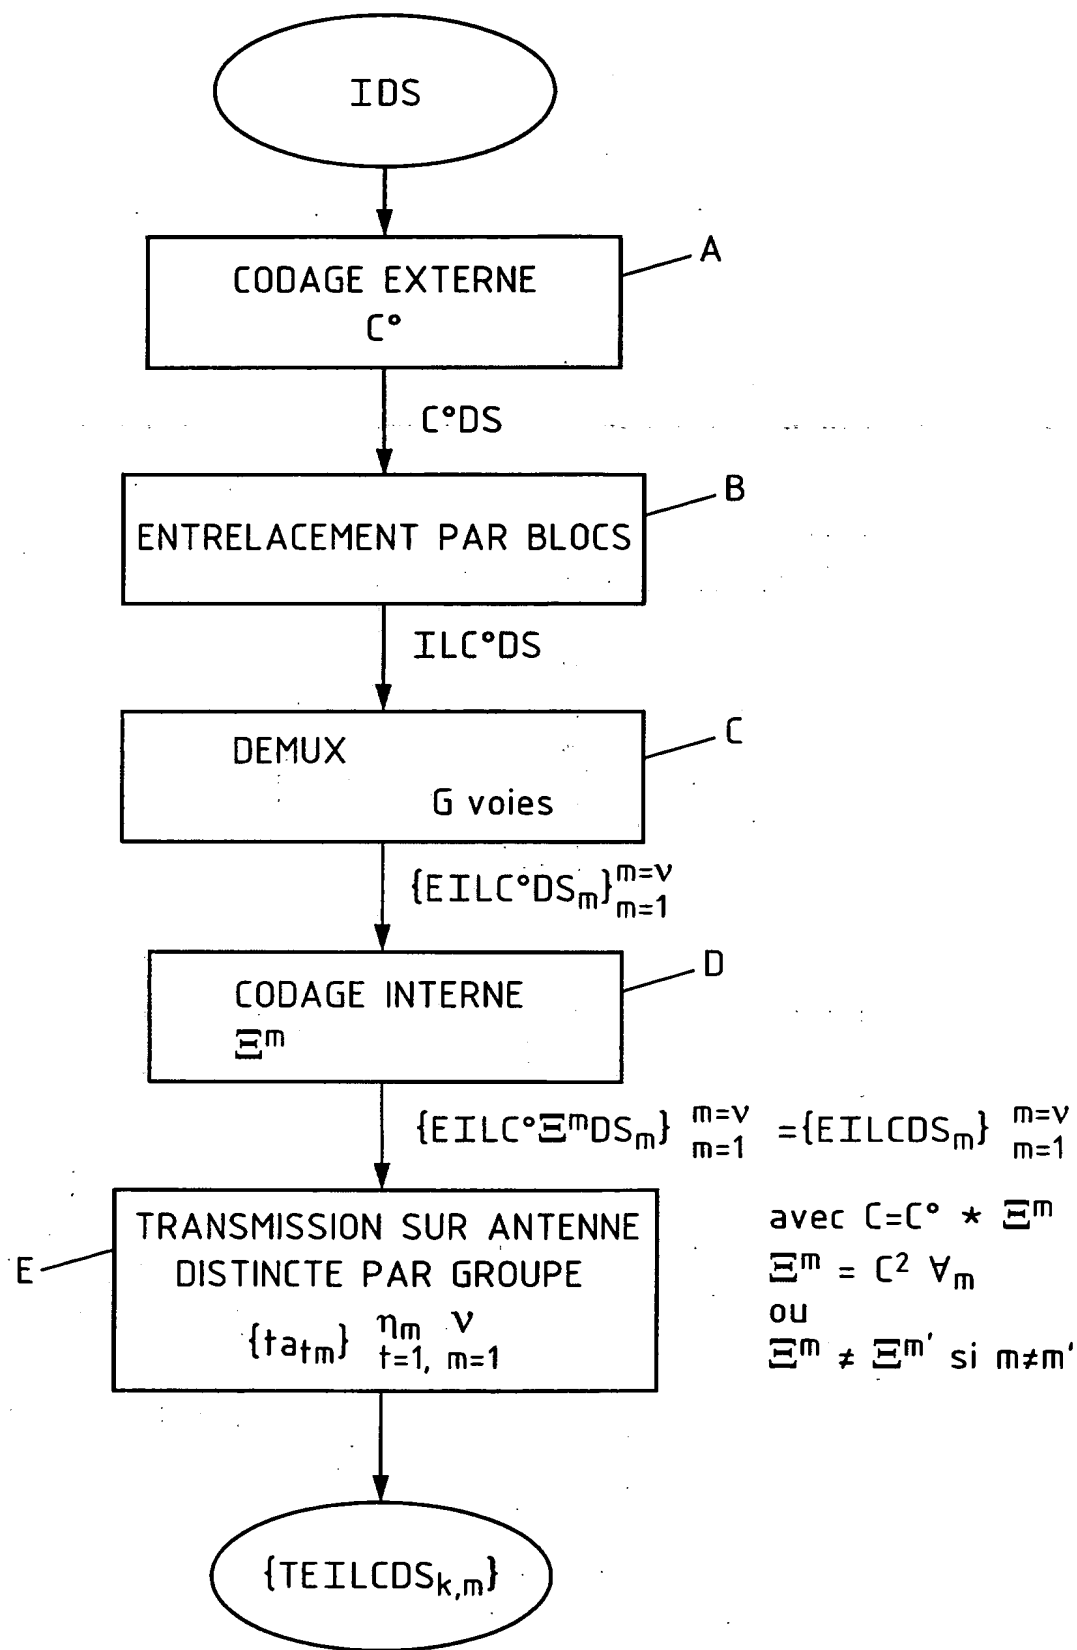 IDS
CODAGE EXTERNE
C°
A
C°DS
ENTRELACEMENT PAR BLOCS
B
ILC°DS
DEMUX
G voies
C
{EILC°DSm} m=ν m=1
CODAGE INTERNE
Ξm
D
{EILC°ΞmDSm} m=ν m=1 ={EILCDSm} m=ν m=1
TRANSMISSION SUR ANTENNE
DISTINCTE PAR GROUPE
{tatm} ηm t=1, ν m=1
E
avec C=C° * Ξm
Ξm = C2 ∀m
ou
Ξm ≠ Ξm' si m≠m'
{TEILCDSk,m}